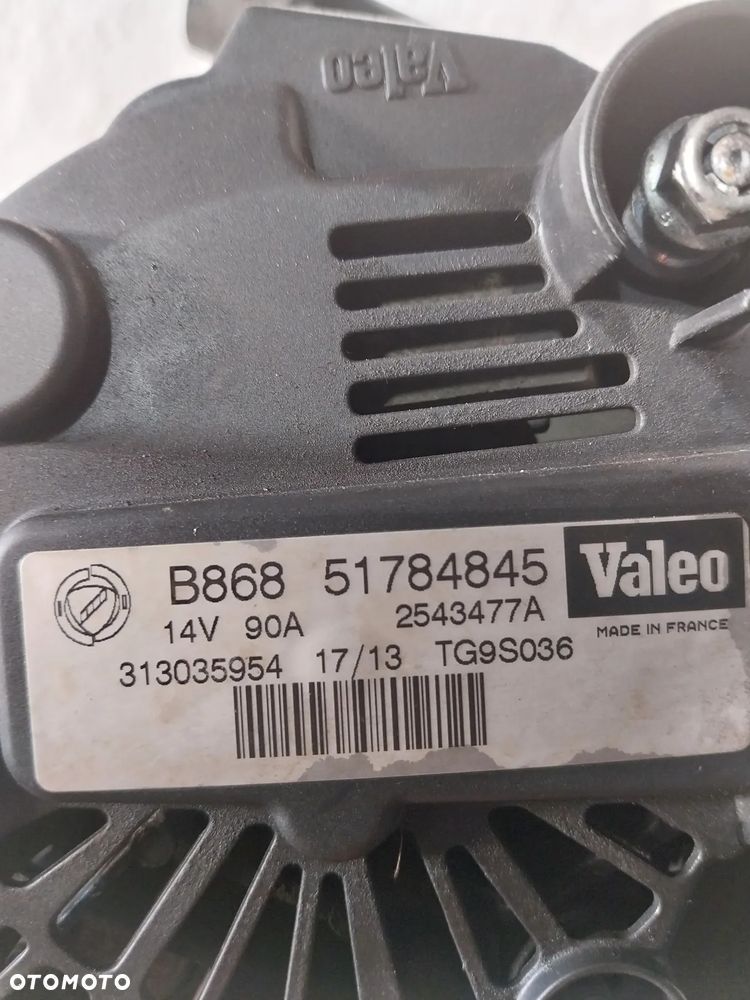 Valeo
B868 51784845
Valeo
14V 90A 2543477A
MADE IN FRANCE
313035954 17/13 TG9S036
OTOMOTO